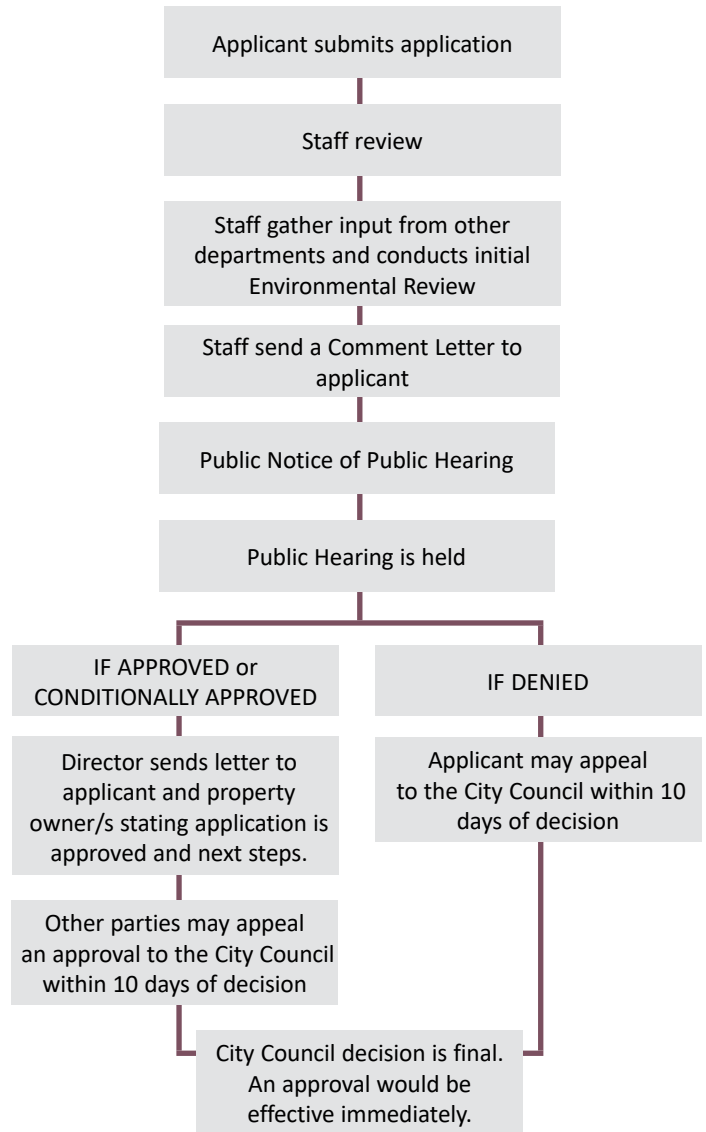 Applicant submits application
Staff review
Staff gather input from other
departments and conducts initial
Environmental Review
Staff send a Comment Letter to
applicant
Public Notice of Public Hearing
Public Hearing is held
IF APPROVED or
CONDITIONALLY APPROVED
Director sends letter to
applicant and property
owner/s stating application is
approved and next steps.
Other parties may appeal
an approval to the City Council
within 10 days of decision
IF DENIED
Applicant may appeal
to the City Council within 10
days of decision
City Council decision is final.
An approval would be
effective immediately.